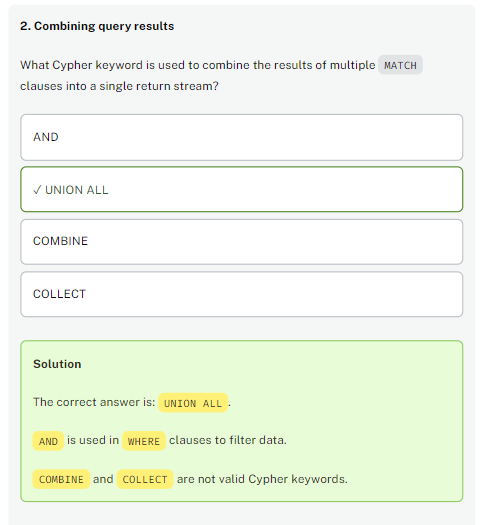 2. Combining query results
What Cypher keyword is used to combine the results of multiple MATCH
clauses into a single return stream?
AND
✓ UNION ALL
COMBINE
COLLECT
Solution
The correct answer is: UNION ALL .
AND is used in WHERE clauses to filter data.
COMBINE and COLLECT are not valid Cypher keywords.